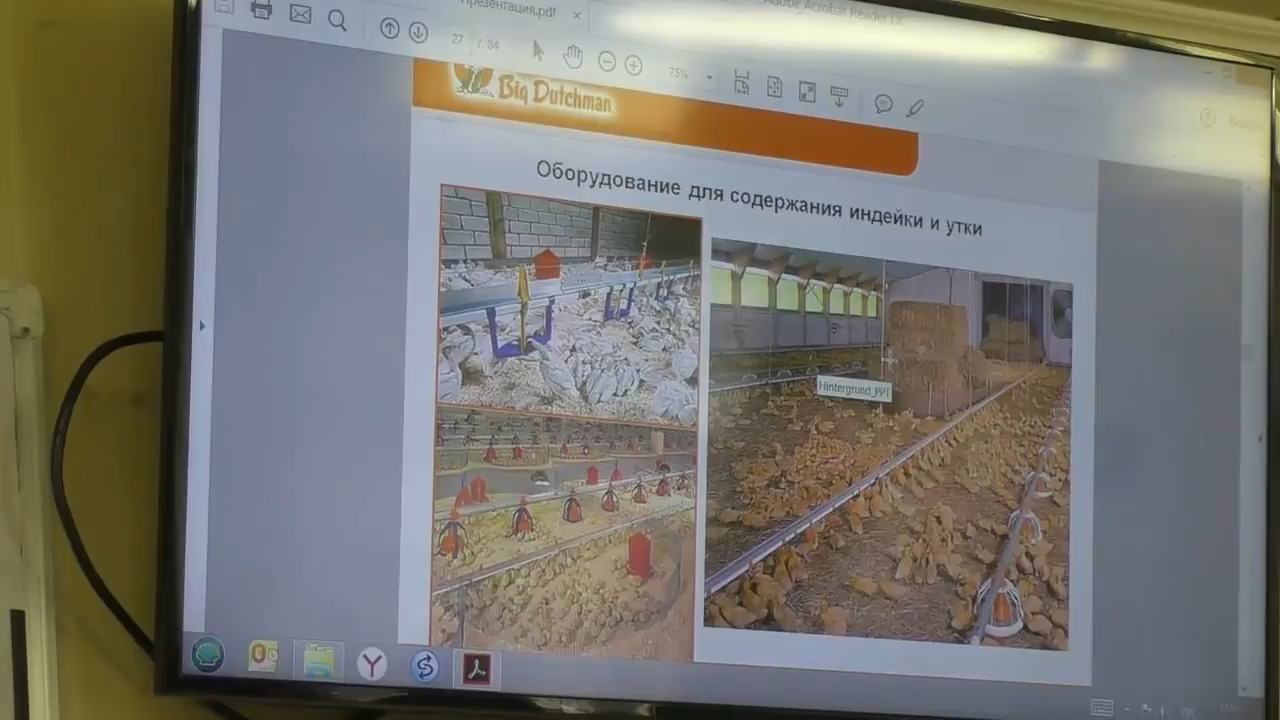 Презентация.pdf
Adobe Acrobat Reader DC
27 / 84
75%
Big Dutchman
Оборудование для содержания индейки и утки
Hintergrund_PPT